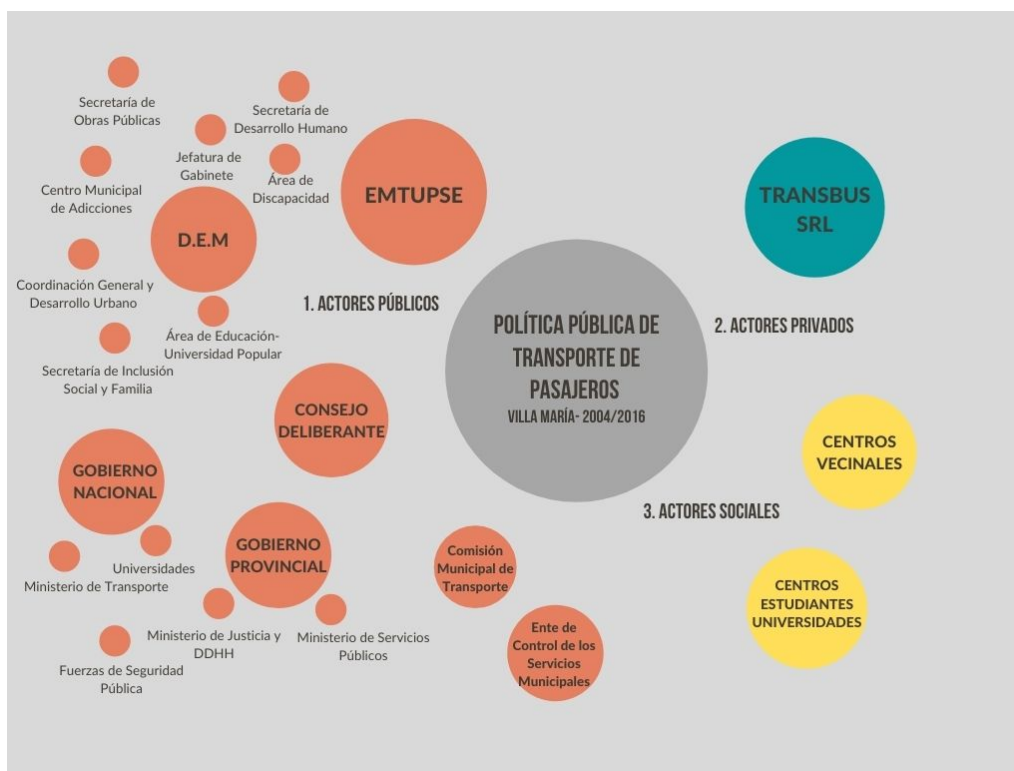 Secretaría de
Obras Públicas
Secretaría de
Desarrollo Humano
Jefatura de
Gabinete
Área de
Discapacidad
Centro Municipal
de Adicciones
EMTUPSE
D.E.M
TRANSBUS
SRL
Coordinación General y
Desarrollo Urbano
1. ACTORES PÚBLICOS
Área de Educación-
Universidad Popular
Secretaría de Inclusión
Social y Familia
POLÍTICA PÚBLICA DE
TRANSPORTE DE
PASAJEROS
VILLA MARÍA- 2004/2016
2. ACTORES PRIVADOS
CONSEJO
DELIBERANTE
CENTROS
VECINALES
GOBIERNO
NACIONAL
3. ACTORES SOCIALES
Universidades
Ministerio de Transporte
GOBIERNO
PROVINCIAL
Comisión
Municipal de
Transporte
CENTROS
ESTUDIANTES
UNIVERSIDADES
Ministerio de Justicia y
DDHH
Ministerio de Servicios
Públicos
Ente de
Control de los
Servicios
Municipales
Fuerzas de Seguridad
Pública